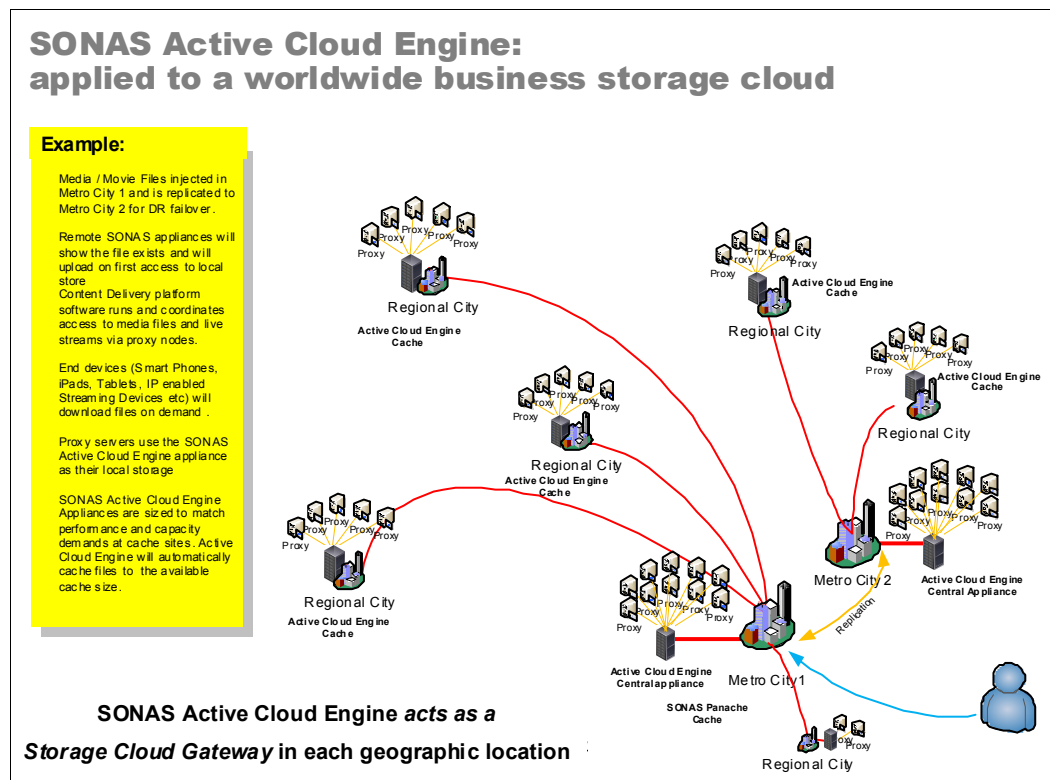 SONAS Active Cloud Engine:
applied to a worldwide business storage cloud
Example:
Media / Movie Files injected in
Metro City 1 and is replicated to
Metro City 2 for DR failover.
Remote SONAS appliances will
show the file exists and will
upload on first access to local
store
Content Delivery platform
software runs and coordinates
access to media files and live
streams via proxy nodes.
End devices (Smart Phones,
iPads, Tablets, IP enabled
Streaming Devices etc) will
download files on demand .
Proxy servers use the SONAS
Active Cloud Engine appliance
as their local storage
SONAS Active Cloud Engine
Appliances are sized to match
performance and capacity
demands at cache sites. Active
Cloud Engine will automatically
cache files to the available
cache size.
Proxy
Proxy
Proxy
Proxy
Proxy
Regional City
Active Cloud Engine
Cache
Proxy
Proxy
Proxy
Proxy
Proxy
Active Cloud Engine
Cache
Regional City
Proxy
Proxy
Proxy
Proxy
Proxy
Active Cloud Engine
Cache
Regional City
Proxy
Proxy
Proxy
Proxy
Proxy
Regional City
Active Cloud Engine
Cache
Proxy
Proxy
Proxy
Proxy
Proxy
Regional City
Active Cloud Engine
Cache
Proxy
Proxy
Proxy
Proxy
Proxy
Metro City 2
Active Cloud Engine
Central Appliance
Replication
Proxy
Proxy
Proxy
Proxy
Proxy
Active Cloud Engine
Central appliance
Metro City 1
SONAS Panache
Cache
Proxy
Proxy
Regional City
SONAS Active Cloud Engine acts as a
Storage Cloud Gateway in each geographic location